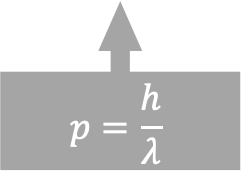 p = h/λ